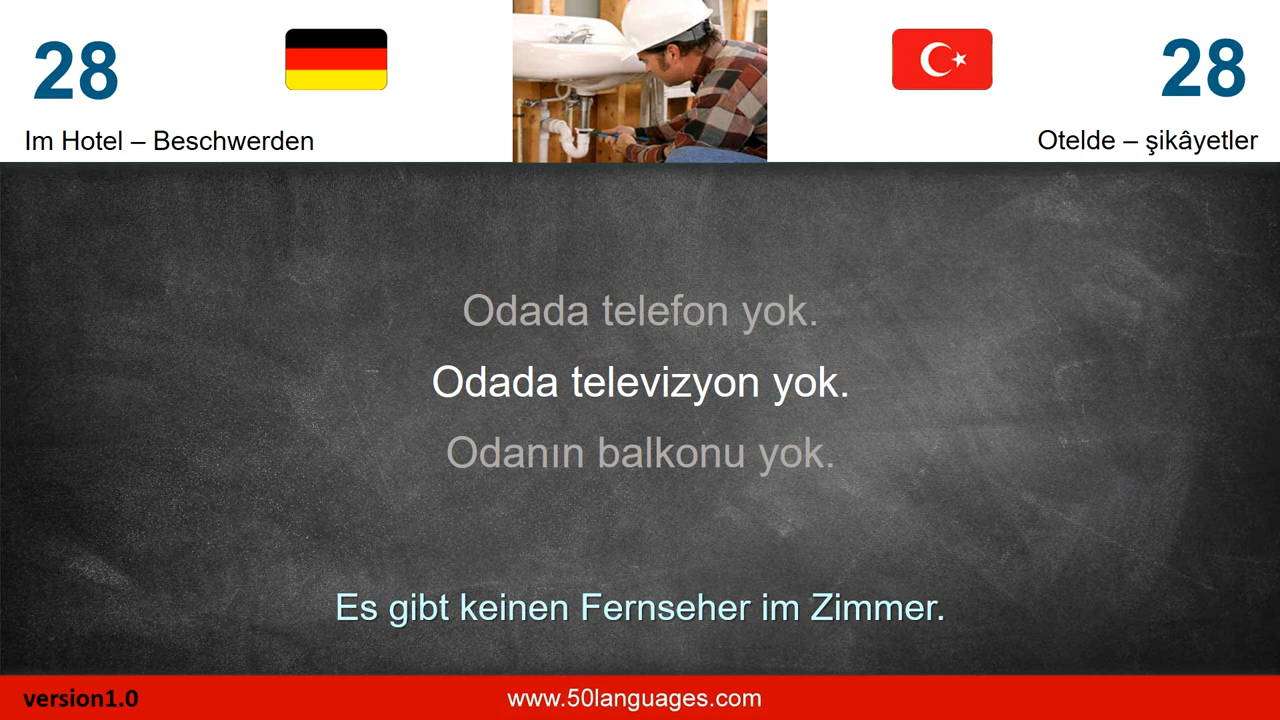 28
28
Im Hotel – Beschwerden
Otelde – şikâyetler
Odada telefon yok.
Odada televizyon yok.
Odanın balkonu yok.
Es gibt keinen Fernseher im Zimmer.
version1.0
www.50languages.com